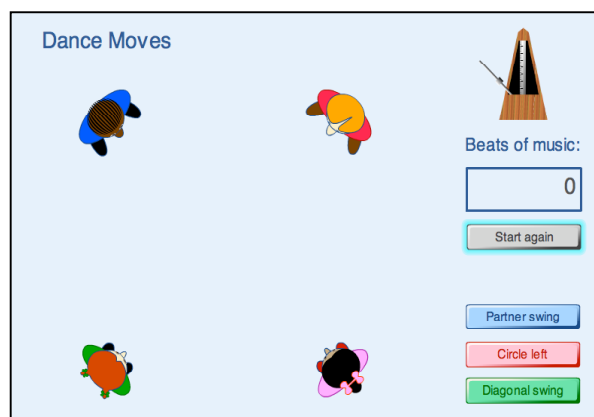 Dance Moves
Beats of music:
0
Start again
Partner swing
Circle left
Diagonal swing